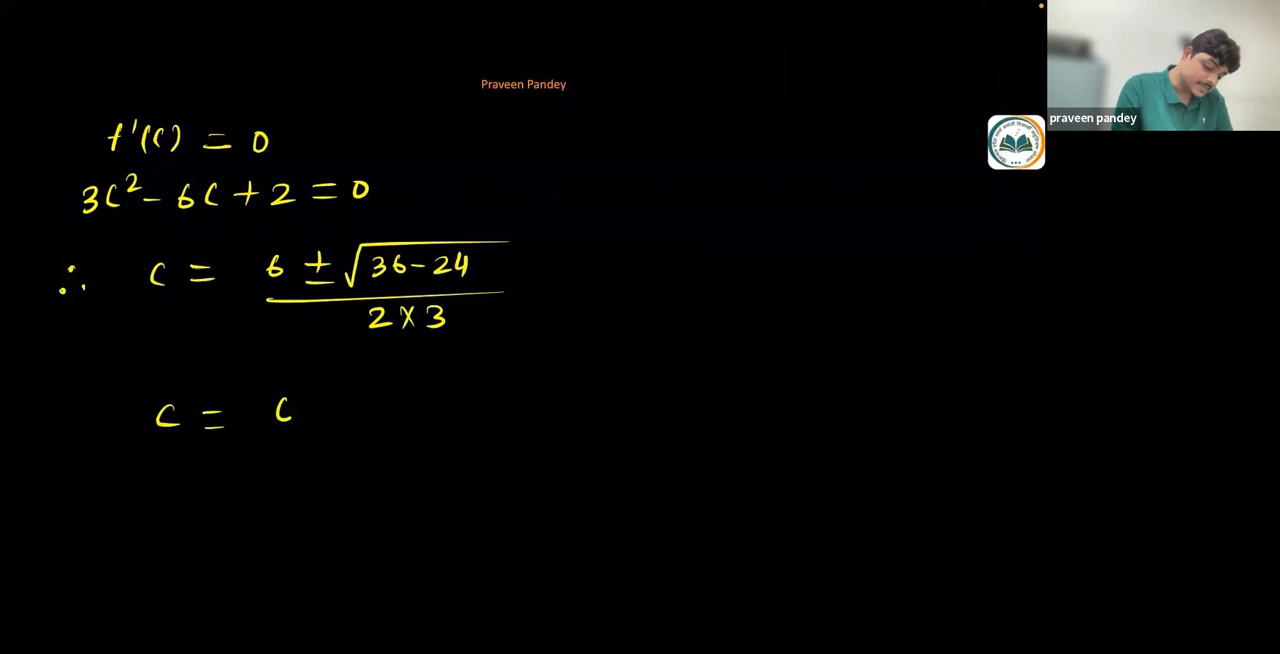 Praveen Pandey
praveen pandey
f'(c) = 0
3c² - 6c + 2 = 0
∴ c = 6 ± √36-24 / 2 × 3
c = c